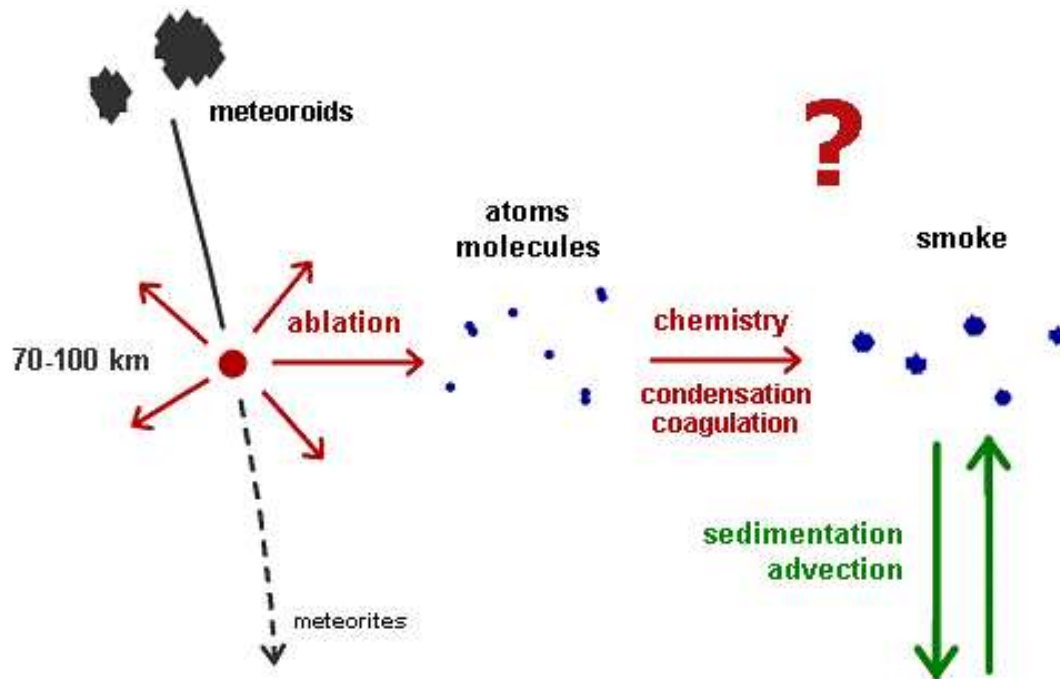 meteoroids
?
atoms
molecules
smoke
ablation
chemistry
70-100 km
condensation
coagulation
sedimentation
advection
meteorites